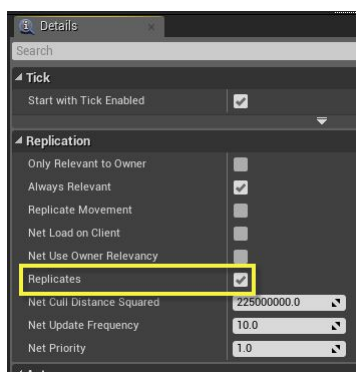 Details
Search
Tick
Start with Tick Enabled
Replication
Only Relevant to Owner
Always Relevant
Replicate Movement
Net Load on Client
Net Use Owner Relevancy
Replicates
Net Cull Distance Squared 225000000.0
Net Update Frequency 10.0
Net Priority 1.0